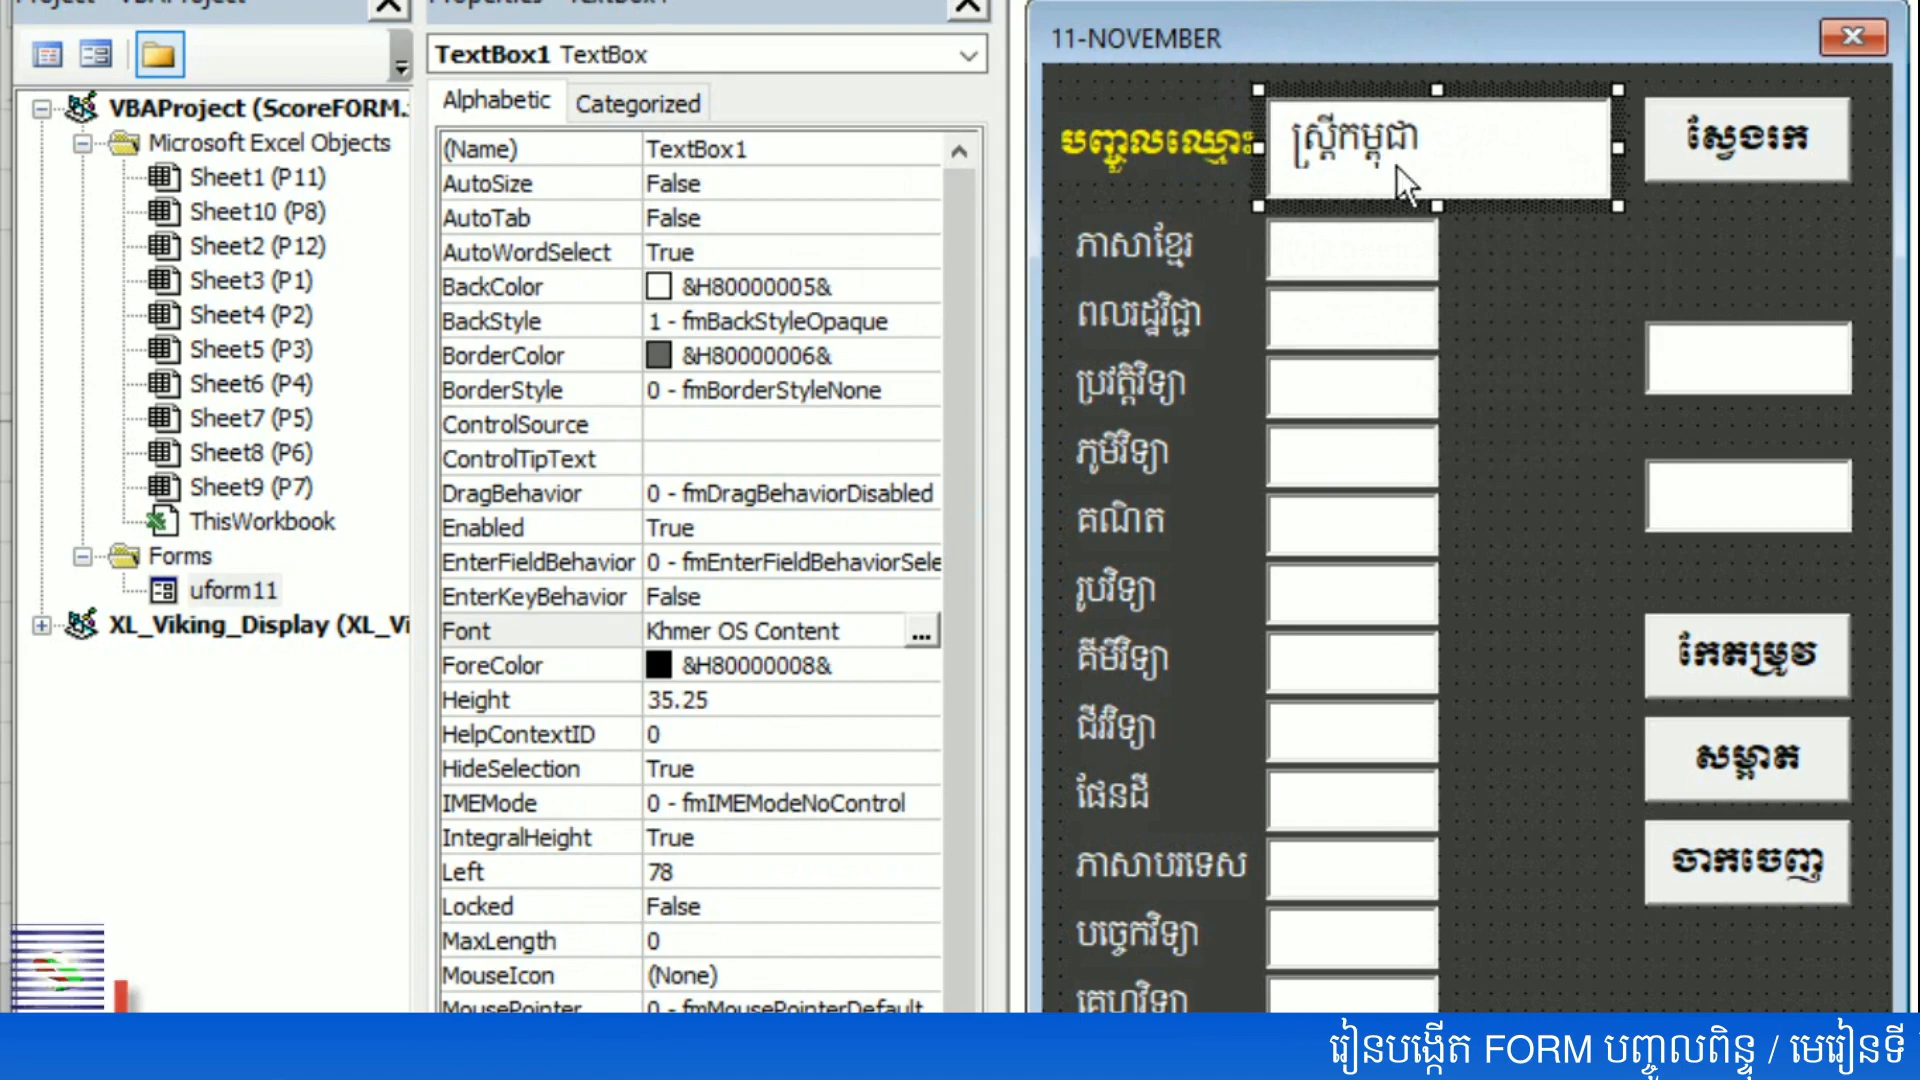 TextBox1 TextBox
Alphabetic
Categorized
(Name) TextBox1
AutoSize False
AutoTab False
AutoWordSelect True
BackColor &H80000005&
BackStyle 1 - fmBackStyleOpaque
BorderColor &H80000006&
BorderStyle 0 - fmBorderStyleNone
ControlSource
ControlTipText
DragBehavior 0 - fmDragBehaviorDisabled
Enabled True
EnterFieldBehavior 0 - fmEnterFieldBehaviorSele
EnterKeyBehavior False
Font Khmer OS Content ...
ForeColor &H80000008&
Height 35.25
HelpContextID 0
HideSelection True
IMEMode 0 - fmIMEModeNoControl
IntegralHeight True
Left 78
Locked False
MaxLength 0
MouseIcon (None)
MousePointer 0 - fmMousePointerDefault
VBAProject (ScoreFORM.
Microsoft Excel Objects
Sheet1 (P11)
Sheet10 (P8)
Sheet2 (P12)
Sheet3 (P1)
Sheet4 (P2)
Sheet5 (P3)
Sheet6 (P4)
Sheet7 (P5)
Sheet8 (P6)
Sheet9 (P7)
ThisWorkbook
Forms
uform11
XL_Viking_Display (XL_Vi
11-NOVEMBER
បញ្ចូលឈ្មោះ
ស្ត្រីកម្ពុជា
ស្វែងរក
ភាសាខ្មែរ
ពលរដ្ឋវិជ្ជា
ប្រវត្តិវិទ្យា
ភូមិវិទ្យា
គណិត
រូបវិទ្យា
គីមីវិទ្យា
ជីវវិទ្យា
ផែនដី
ភាសាបរទេស
បច្ចេកវិទ្យា
គេហវិទ្យា
កែតម្រូវ
សម្អាត
ចាកចេញ
រៀនបង្កើត FORM បញ្ចូលពិន្ទុ / មេរៀនទី